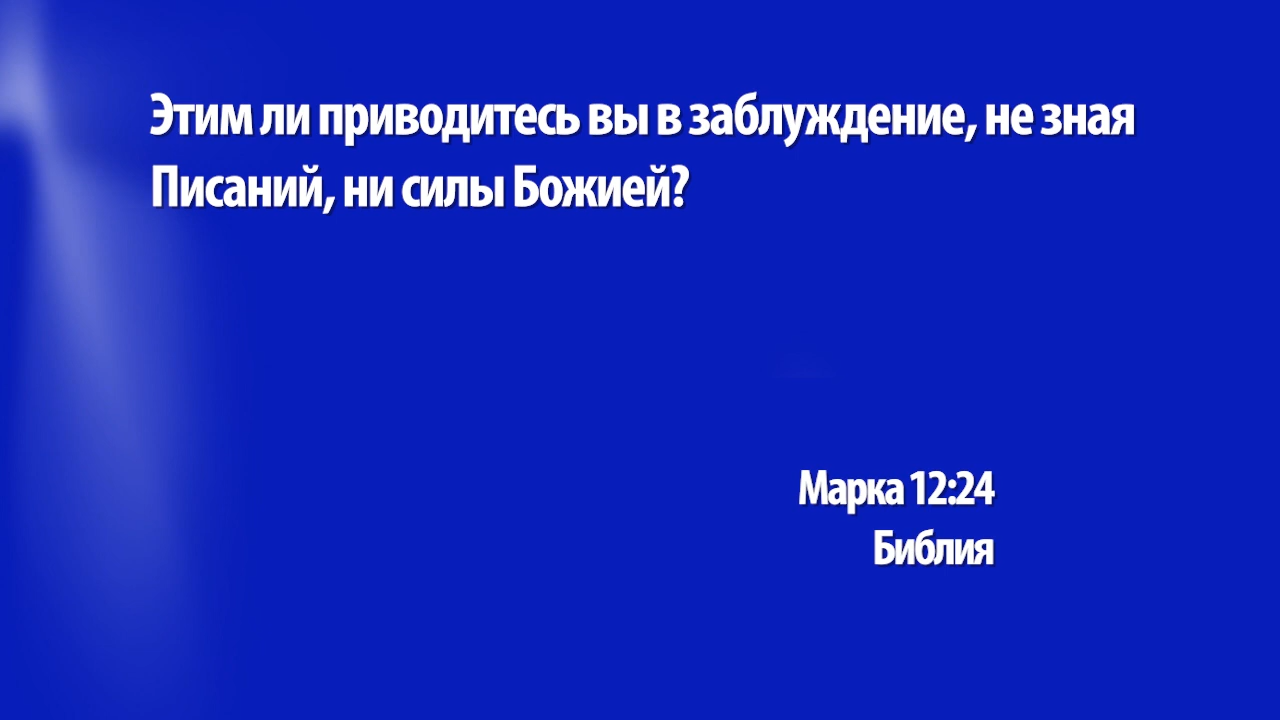 Этим ли приводитесь вы в заблуждение, не зная
Писаний, ни силы Божией?
Марка 12:24
Библия